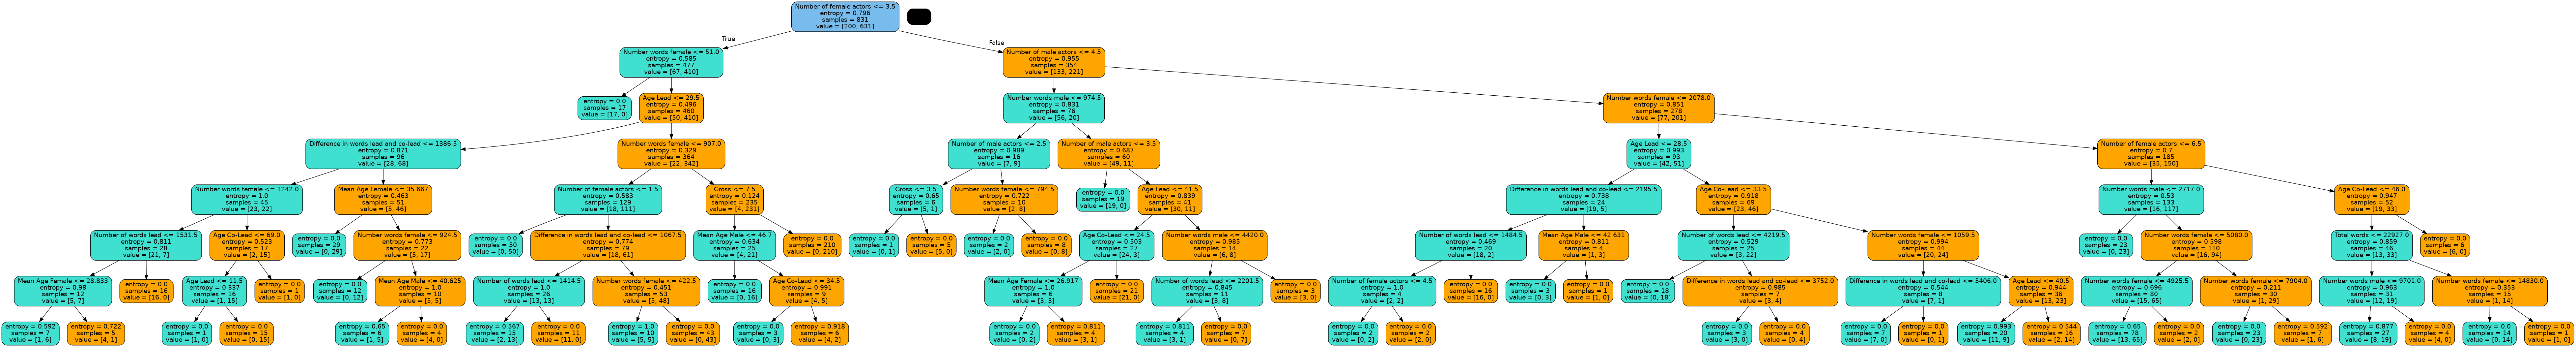 Number of female actors <= 3.5
entropy = 0.796
samples = 831
value = [200, 631]
True
False
Number words female <= 51.0
entropy = 0.585
samples = 477
value = [67, 410]
Number of male actors <= 4.5
entropy = 0.955
samples = 354
value = [133, 221]
entropy = 0.0
samples = 17
value = [17, 0]
Age Lead <= 29.5
entropy = 0.496
samples = 460
value = [50, 410]
Number words male <= 974.5
entropy = 0.831
samples = 76
value = [56, 20]
Number words female <= 2078.0
entropy = 0.851
samples = 278
value = [77, 201]
Difference in words lead and co-lead <= 1386.5
entropy = 0.871
samples = 96
value = [28, 68]
Number words female <= 907.0
entropy = 0.329
samples = 364
value = [22, 342]
Number of male actors <= 2.5
entropy = 0.989
samples = 16
value = [7, 9]
Number of male actors <= 3.5
entropy = 0.687
samples = 60
value = [49, 11]
Age Lead <= 28.5
entropy = 0.993
samples = 93
value = [42, 51]
Number of female actors <= 6.5
entropy = 0.7
samples = 185
value = [35, 150]
Number words female <= 1242.0
entropy = 1.0
samples = 45
value = [23, 22]
Mean Age Female <= 35.667
entropy = 0.463
samples = 51
value = [5, 46]
Number of female actors <= 1.5
entropy = 0.583
samples = 129
value = [18, 111]
Gross <= 7.5
entropy = 0.124
samples = 235
value = [4, 231]
Gross <= 3.5
entropy = 0.65
samples = 6
value = [5, 1]
Number words female <= 794.5
entropy = 0.722
samples = 10
value = [2, 8]
entropy = 0.0
samples = 19
value = [19, 0]
Age Lead <= 41.5
entropy = 0.839
samples = 41
value = [30, 11]
Difference in words lead and co-lead <= 2195.5
entropy = 0.738
samples = 24
value = [19, 5]
Age Co-Lead <= 33.5
entropy = 0.918
samples = 69
value = [23, 46]
Number words male <= 2717.0
entropy = 0.53
samples = 133
value = [16, 117]
Age Co-Lead <= 46.0
entropy = 0.947
samples = 52
value = [19, 33]
Number of words lead <= 1531.5
entropy = 0.811
samples = 28
value = [21, 7]
Age Co-Lead <= 69.0
entropy = 0.523
samples = 17
value = [2, 15]
entropy = 0.0
samples = 29
value = [0, 29]
Number words female <= 924.5
entropy = 0.773
samples = 22
value = [5, 17]
entropy = 0.0
samples = 50
value = [0, 50]
Difference in words lead and co-lead <= 1067.5
entropy = 0.774
samples = 79
value = [18, 61]
Mean Age Male <= 46.7
entropy = 0.634
samples = 25
value = [4, 21]
entropy = 0.0
samples = 210
value = [0, 210]
entropy = 0.0
samples = 1
value = [0, 1]
entropy = 0.0
samples = 5
value = [5, 0]
entropy = 0.0
samples = 2
value = [2, 0]
entropy = 0.0
samples = 8
value = [0, 8]
Age Co-Lead <= 24.5
entropy = 0.503
samples = 27
value = [24, 3]
Number words male <= 4420.0
entropy = 0.985
samples = 14
value = [6, 8]
Number of words lead <= 1484.5
entropy = 0.469
samples = 20
value = [18, 2]
Mean Age Male <= 42.631
entropy = 0.811
samples = 4
value = [1, 3]
Number of words lead <= 4219.5
entropy = 0.529
samples = 25
value = [3, 22]
Number words female <= 1059.5
entropy = 0.994
samples = 44
value = [20, 24]
entropy = 0.0
samples = 23
value = [0, 23]
Number words female <= 5080.0
entropy = 0.598
samples = 110
value = [16, 94]
Total words <= 22927.0
entropy = 0.859
samples = 46
value = [13, 33]
entropy = 0.0
samples = 6
value = [6, 0]
Mean Age Female <= 28.833
entropy = 0.98
samples = 12
value = [5, 7]
entropy = 0.0
samples = 16
value = [16, 0]
Age Lead <= 11.5
entropy = 0.337
samples = 16
value = [1, 15]
entropy = 0.0
samples = 1
value = [1, 0]
entropy = 0.0
samples = 12
value = [0, 12]
Mean Age Male <= 40.625
entropy = 1.0
samples = 10
value = [5, 5]
Number of words lead <= 1414.5
entropy = 1.0
samples = 26
value = [13, 13]
Number words female <= 422.5
entropy = 0.451
samples = 53
value = [5, 48]
entropy = 0.0
samples = 16
value = [0, 16]
Age Co-Lead <= 34.5
entropy = 0.991
samples = 9
value = [4, 5]
Mean Age Female <= 26.917
entropy = 1.0
samples = 6
value = [3, 3]
entropy = 0.0
samples = 21
value = [21, 0]
Number of words lead <= 2201.5
entropy = 0.845
samples = 11
value = [3, 8]
entropy = 0.0
samples = 3
value = [3, 0]
Number of female actors <= 4.5
entropy = 1.0
samples = 4
value = [2, 2]
entropy = 0.0
samples = 16
value = [16, 0]
entropy = 0.0
samples = 3
value = [0, 3]
entropy = 0.0
samples = 1
value = [1, 0]
entropy = 0.0
samples = 18
value = [0, 18]
Difference in words lead and co-lead <= 3752.0
entropy = 0.985
samples = 7
value = [3, 4]
Difference in words lead and co-lead <= 5406.0
entropy = 0.544
samples = 8
value = [7, 1]
Age Lead <= 40.5
entropy = 0.944
samples = 36
value = [13, 23]
Number words female <= 4925.5
entropy = 0.696
samples = 80
value = [15, 65]
Number words female <= 7904.0
entropy = 0.211
samples = 30
value = [1, 29]
Number words male <= 9701.0
entropy = 0.963
samples = 31
value = [12, 19]
Number words female <= 14830.0
entropy = 0.353
samples = 15
value = [1, 14]
entropy = 0.592
samples = 7
value = [1, 6]
entropy = 0.722
samples = 5
value = [4, 1]
entropy = 0.0
samples = 1
value = [1, 0]
entropy = 0.0
samples = 15
value = [0, 15]
entropy = 0.65
samples = 6
value = [1, 5]
entropy = 0.0
samples = 4
value = [4, 0]
entropy = 0.567
samples = 15
value = [2, 13]
entropy = 0.0
samples = 11
value = [11, 0]
entropy = 1.0
samples = 10
value = [5, 5]
entropy = 0.0
samples = 43
value = [0, 43]
entropy = 0.0
samples = 3
value = [0, 3]
entropy = 0.918
samples = 6
value = [4, 2]
entropy = 0.0
samples = 2
value = [0, 2]
entropy = 0.811
samples = 4
value = [3, 1]
entropy = 0.811
samples = 4
value = [3, 1]
entropy = 0.0
samples = 7
value = [0, 7]
entropy = 0.0
samples = 2
value = [0, 2]
entropy = 0.0
samples = 2
value = [2, 0]
entropy = 0.0
samples = 3
value = [3, 0]
entropy = 0.0
samples = 4
value = [0, 4]
entropy = 0.0
samples = 7
value = [7, 0]
entropy = 0.0
samples = 1
value = [0, 1]
entropy = 0.993
samples = 20
value = [11, 9]
entropy = 0.544
samples = 16
value = [2, 14]
entropy = 0.65
samples = 78
value = [13, 65]
entropy = 0.0
samples = 2
value = [2, 0]
entropy = 0.0
samples = 23
value = [0, 23]
entropy = 0.592
samples = 7
value = [1, 6]
entropy = 0.877
samples = 27
value = [8, 19]
entropy = 0.0
samples = 4
value = [4, 0]
entropy = 0.0
samples = 14
value = [0, 14]
entropy = 0.0
samples = 1
value = [1, 0]